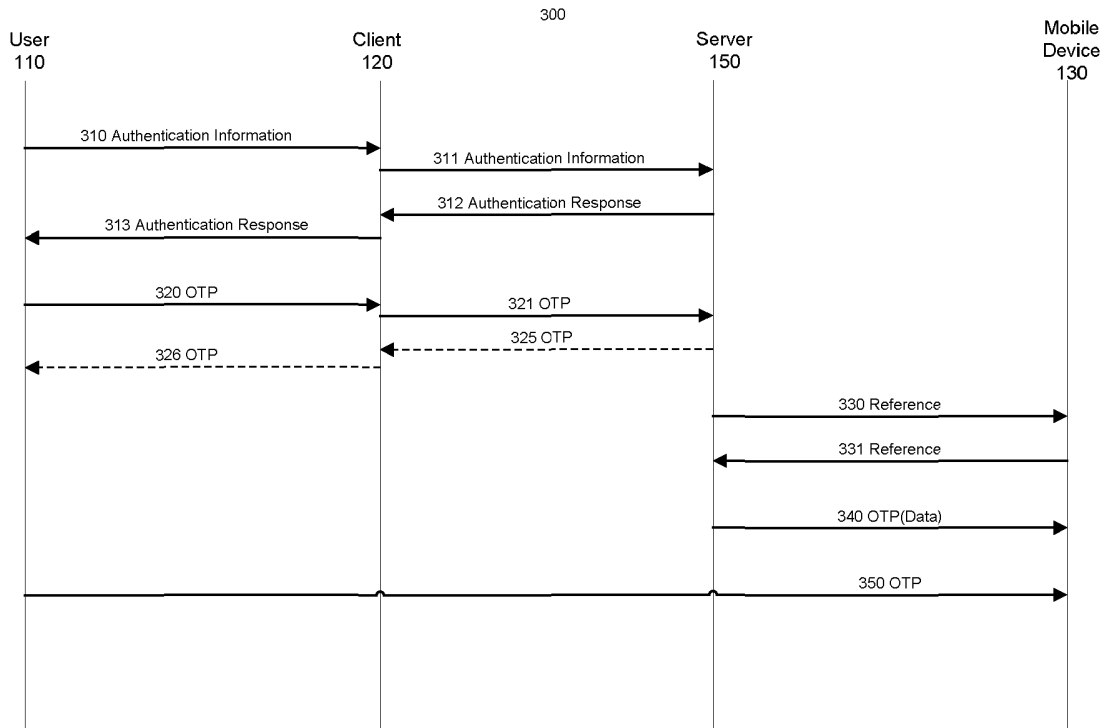 300
User
110
Client
120
Server
150
Mobile
Device
130
310 Authentication Information
311 Authentication Information
312 Authentication Response
313 Authentication Response
320 OTP
321 OTP
325 OTP
326 OTP
330 Reference
331 Reference
340 OTP(Data)
350 OTP